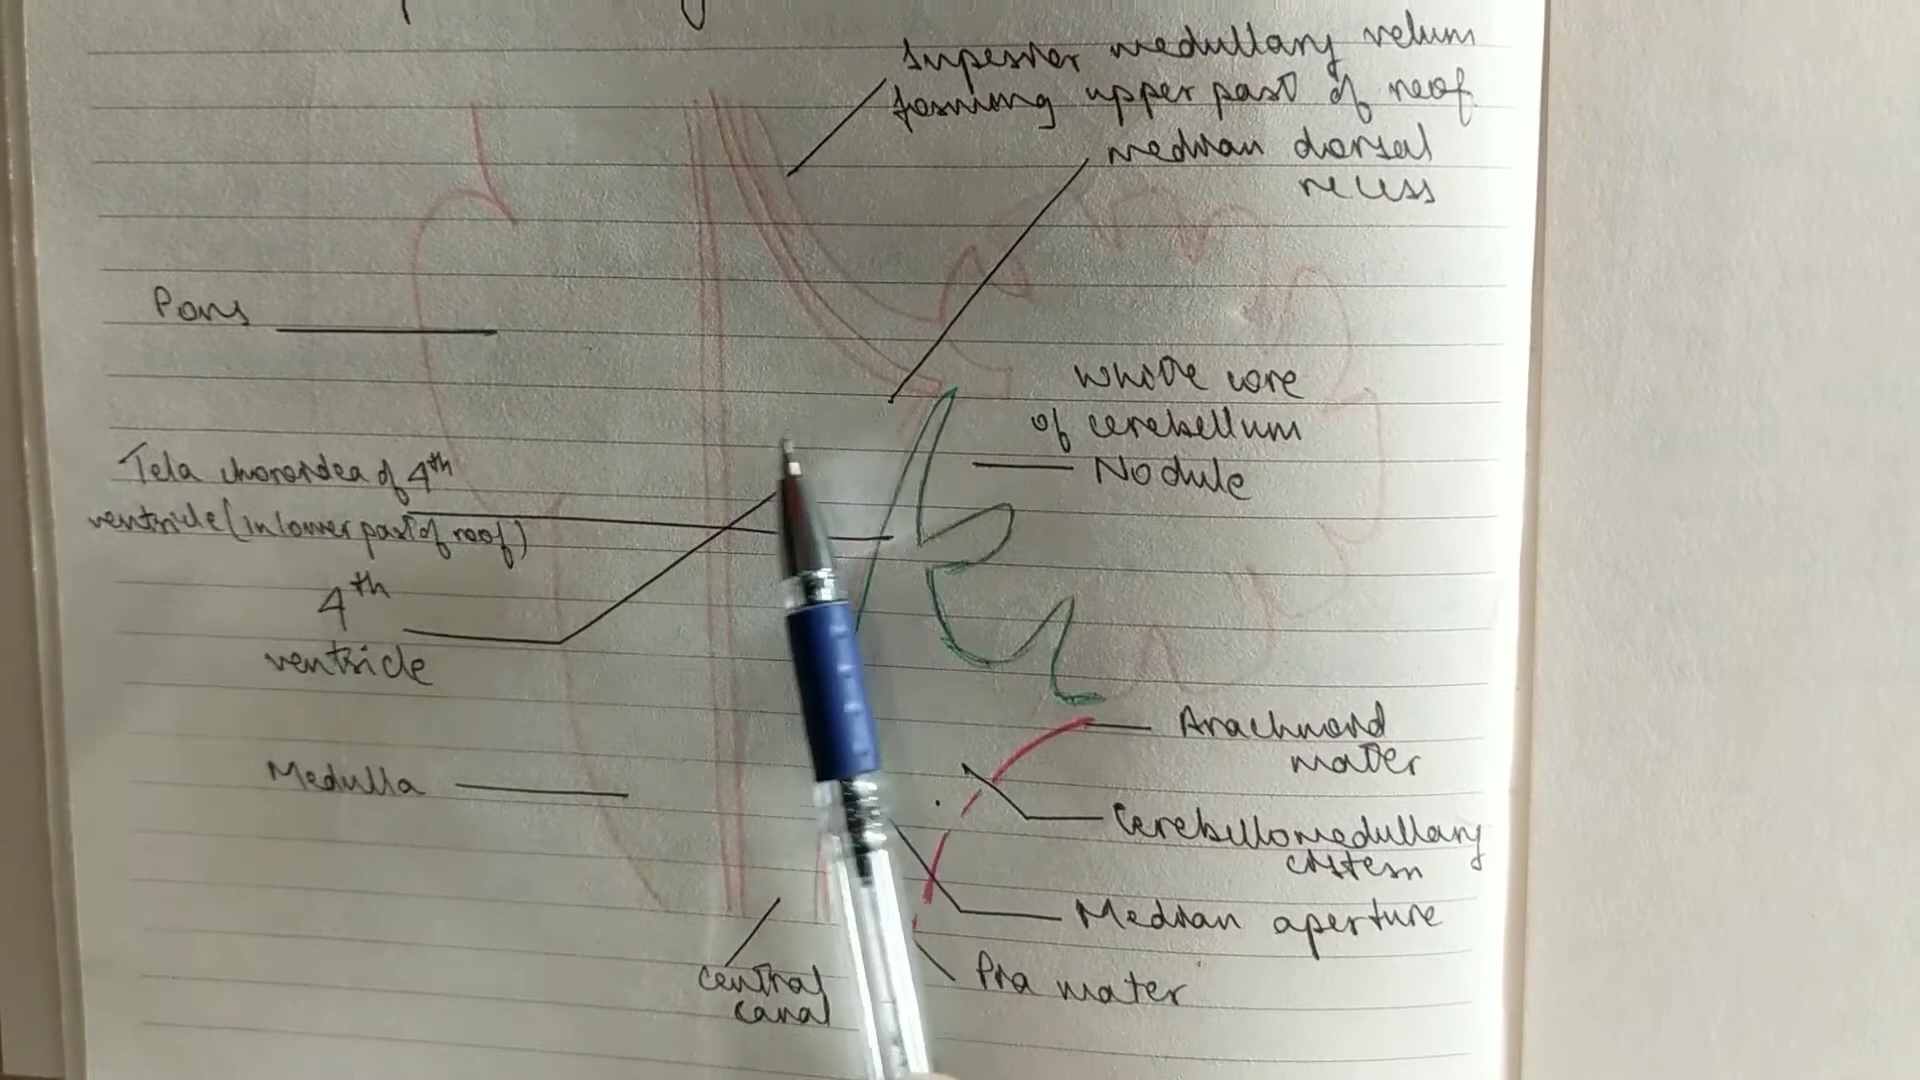 Superior medullary velum
forming upper part of roof
median dorsal
recess
Pons
White core
of cerebellum
Nodule
Tela choroidea of 4th
ventricle (in lower part of roof)
4th
ventricle
Arachnoid
mater
Medulla
Cerebellomedullary
cistern
Median aperture
Pia mater
Central
canal